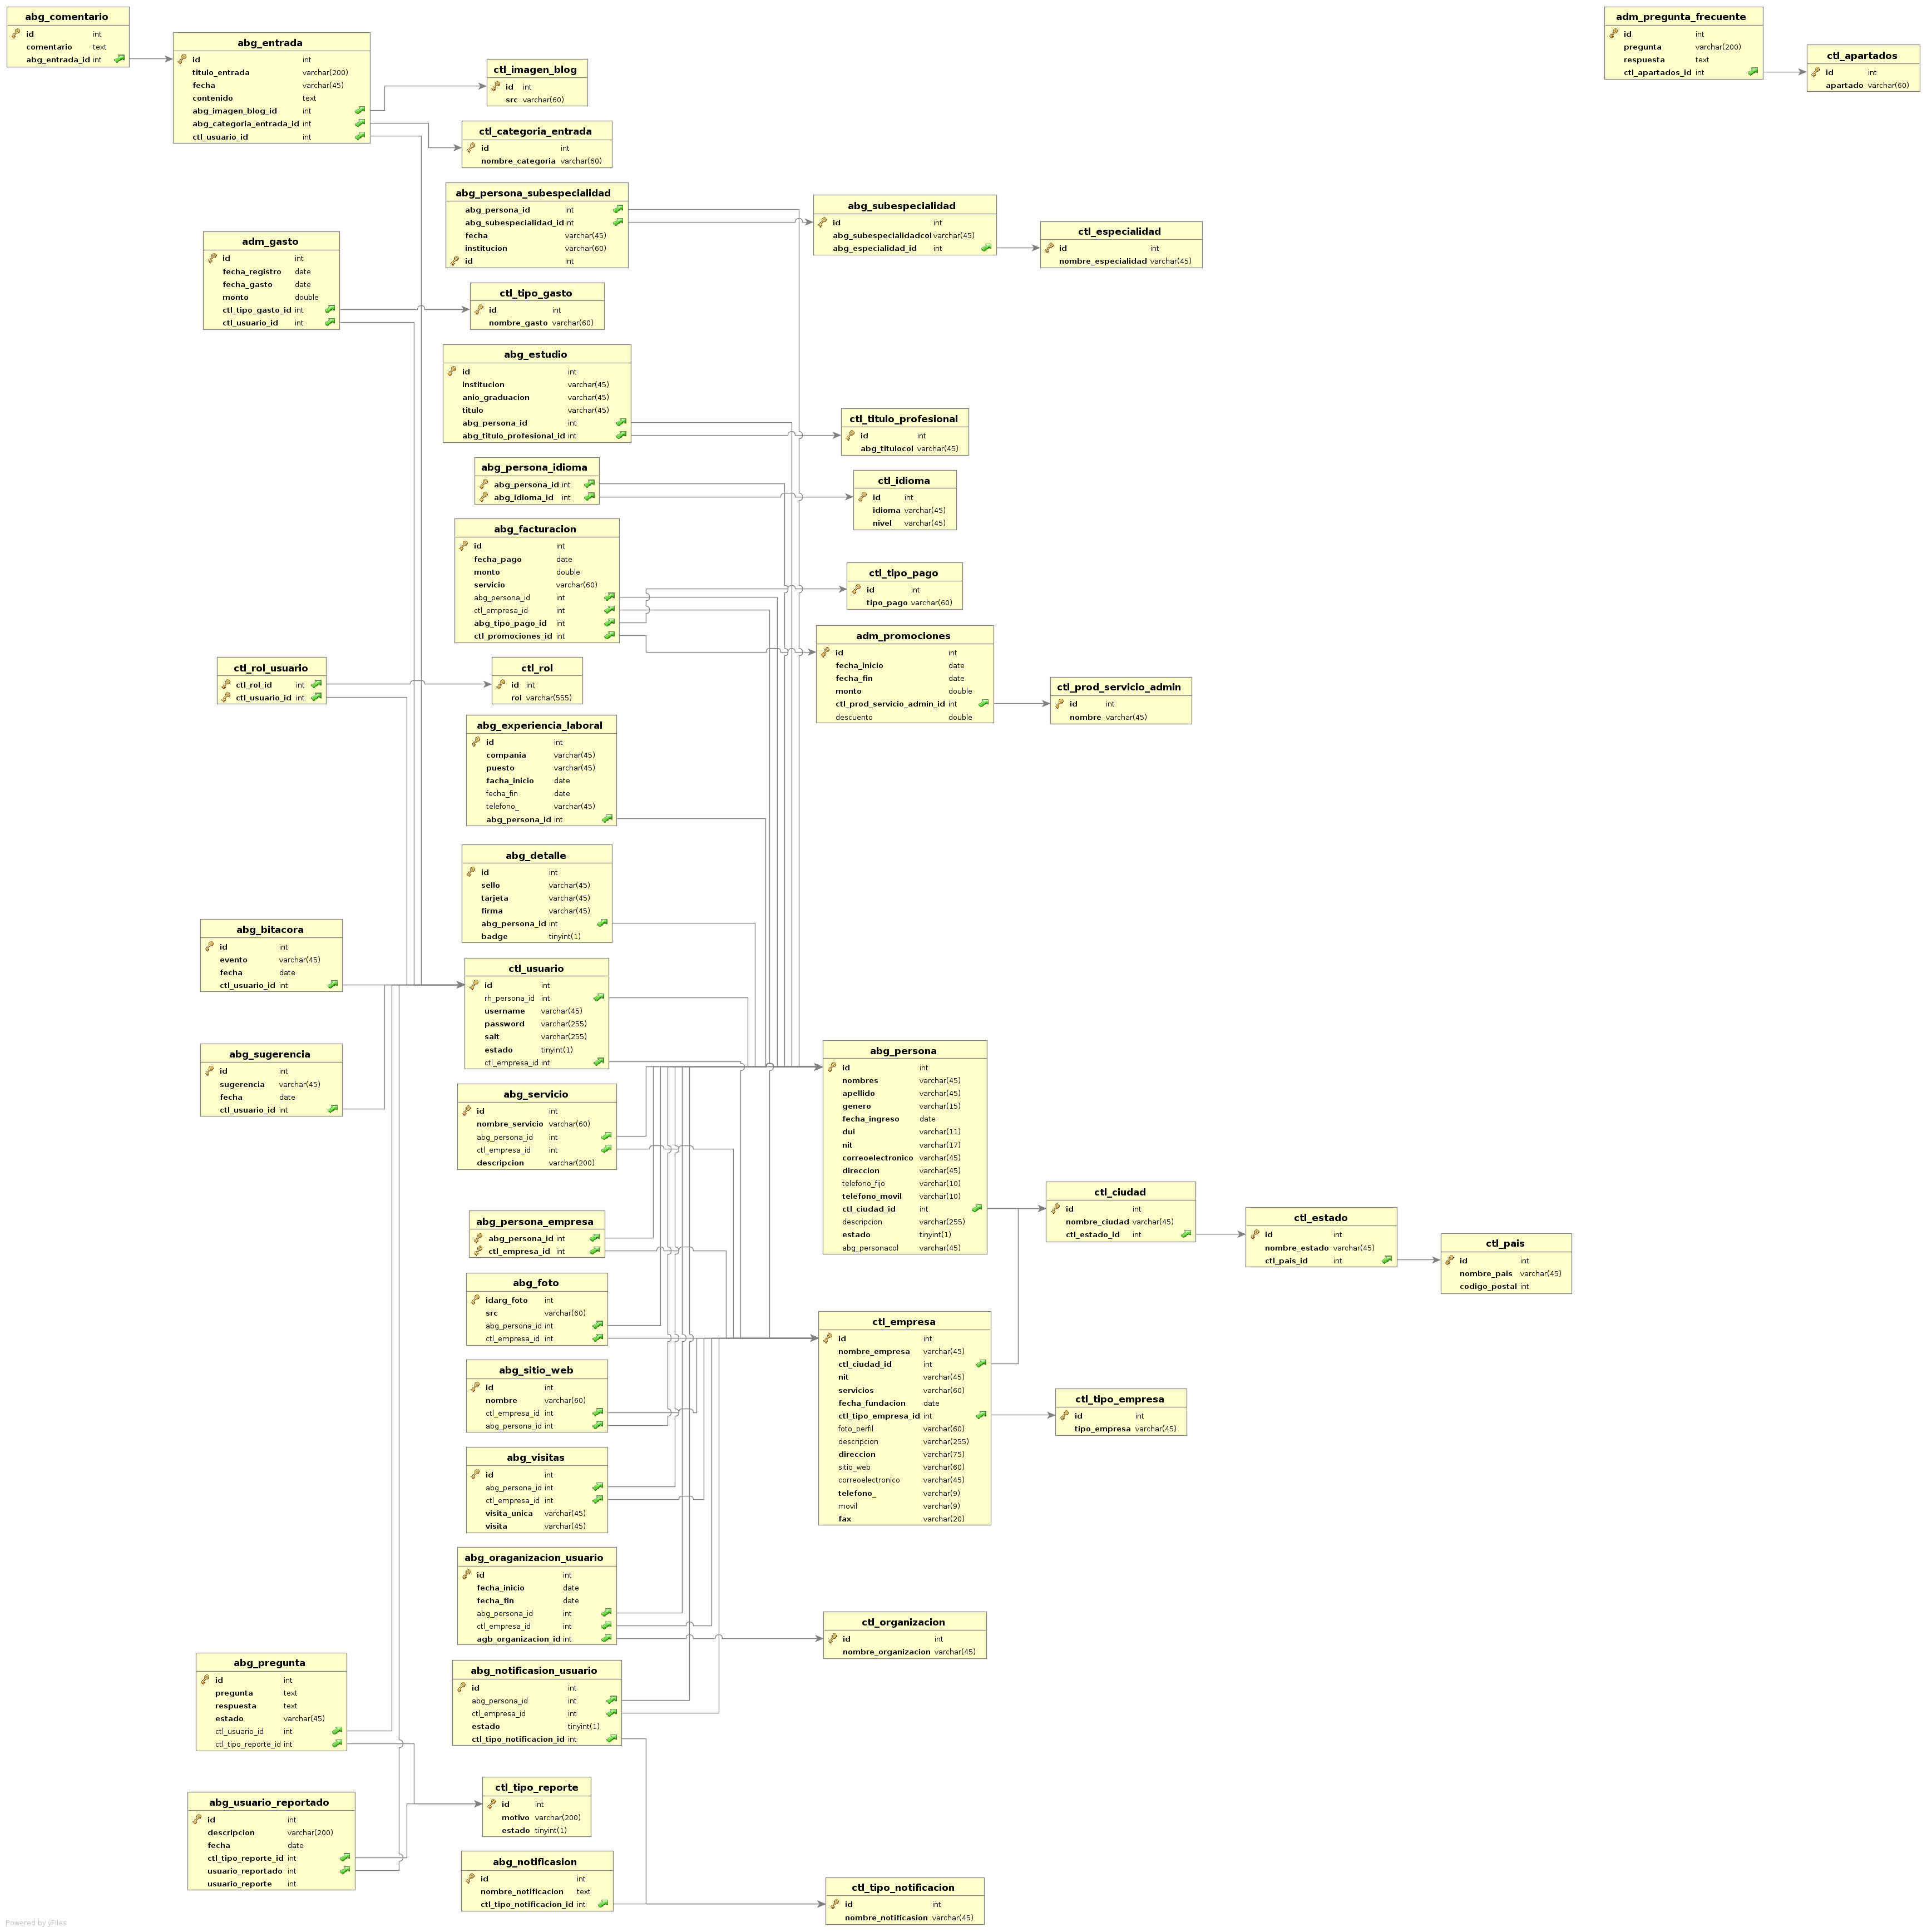 abg_comentario
id int
comentario text
abg_entrada_id int
abg_entrada
id int
titulo_entrada varchar(200)
fecha varchar(45)
contenido text
abg_imagen_blog_id int
abg_categoria_entrada_id int
ctl_usuario_id int
ctl_imagen_blog
id int
src varchar(60)
ctl_categoria_entrada
id int
nombre_categoria varchar(60)
adm_pregunta_frecuente
id int
pregunta varchar(200)
respuesta text
ctl_apartados_id int
ctl_apartados
id int
apartado varchar(60)
abg_persona_subespecialidad
abg_persona_id int
abg_subespecialidad_id int
fecha varchar(45)
institucion varchar(60)
id int
abg_subespecialidad
id int
abg_subespecialidadcol varchar(45)
abg_especialidad_id int
ctl_especialidad
id int
nombre_especialidad varchar(45)
adm_gasto
id int
fecha_registro date
fecha_gasto date
monto double
ctl_tipo_gasto_id int
ctl_usuario_id int
ctl_tipo_gasto
id int
nombre_gasto varchar(60)
abg_estudio
id int
institucion varchar(45)
anio_graduacion varchar(45)
titulo varchar(45)
abg_persona_id int
abg_titulo_profesional_id int
ctl_titulo_profesional
id int
abg_titulocol varchar(45)
abg_persona_idioma
abg_persona_id int
abg_idioma_id int
ctl_idioma
id int
idioma varchar(45)
nivel varchar(45)
abg_facturacion
id int
fecha_pago date
monto double
servicio varchar(60)
abg_persona_id int
ctl_empresa_id int
abg_tipo_pago_id int
ctl_promociones_id int
ctl_tipo_pago
id int
tipo_pago varchar(60)
adm_promociones
id int
fecha_inicio date
fecha_fin date
monto double
ctl_prod_servicio_admin_id int
descuento double
ctl_prod_servicio_admin
id int
nombre varchar(45)
ctl_rol_usuario
ctl_rol_id int
ctl_usuario_id int
ctl_rol
id int
rol varchar(555)
abg_experiencia_laboral
id int
compania varchar(45)
puesto varchar(45)
facha_inicio date
fecha_fin date
telefono_ varchar(45)
abg_persona_id int
abg_detalle
id int
sello varchar(45)
tarjeta varchar(45)
firma varchar(45)
abg_persona_id int
badge tinyint(1)
abg_bitacora
id int
evento varchar(45)
fecha date
ctl_usuario_id int
ctl_usuario
id int
rh_persona_id int
username varchar(45)
password varchar(255)
salt varchar(255)
estado tinyint(1)
ctl_empresa_id int
abg_sugerencia
id int
sugerencia varchar(45)
fecha date
ctl_usuario_id int
abg_servicio
id int
nombre_servicio varchar(60)
abg_persona_id int
ctl_empresa_id int
descripcion varchar(200)
abg_persona
id int
nombres varchar(45)
apellido varchar(45)
genero varchar(15)
fecha_ingreso date
dui varchar(11)
nit varchar(17)
correoelectronico varchar(45)
direccion varchar(45)
telefono_fijo varchar(10)
telefono_movil varchar(10)
ctl_ciudad_id int
descripcion varchar(255)
estado tinyint(1)
abg_personacol varchar(45)
ctl_ciudad
id int
nombre_ciudad varchar(45)
ctl_estado_id int
ctl_estado
id int
nombre_estado varchar(45)
ctl_pais_id int
ctl_pais
id int
nombre_pais varchar(45)
codigo_postal int
abg_persona_empresa
abg_persona_id int
ctl_empresa_id int
abg_foto
idarg_foto int
src varchar(60)
abg_persona_id int
ctl_empresa_id int
ctl_empresa
id int
nombre_empresa varchar(45)
ctl_ciudad_id int
nit varchar(45)
servicios varchar(60)
fecha_fundacion date
ctl_tipo_empresa_id int
foto_perfil varchar(60)
descripcion varchar(255)
direccion varchar(75)
sitio_web varchar(60)
correoelectronico varchar(45)
telefono_ varchar(9)
movil varchar(9)
fax varchar(20)
ctl_tipo_empresa
id int
tipo_empresa varchar(45)
abg_sitio_web
id int
nombre varchar(60)
ctl_empresa_id int
abg_persona_id int
abg_visitas
id int
abg_persona_id int
ctl_empresa_id int
visita_unica varchar(45)
visita varchar(45)
abg_oraganizacion_usuario
id int
fecha_inicio date
fecha_fin date
abg_persona_id int
ctl_empresa_id int
agb_organizacion_id int
ctl_organizacion
id int
nombre_organizacion varchar(45)
abg_pregunta
id int
pregunta text
respuesta text
estado varchar(45)
ctl_usuario_id int
ctl_tipo_reporte_id int
abg_notificasion_usuario
id int
abg_persona_id int
ctl_empresa_id int
estado tinyint(1)
ctl_tipo_notificacion_id int
ctl_tipo_reporte
id int
motivo varchar(200)
estado tinyint(1)
abg_usuario_reportado
id int
descripcion varchar(200)
fecha date
ctl_tipo_reporte_id int
usuario_reportado int
usuario_reporte int
abg_notificasion
id int
nombre_notificacion text
ctl_tipo_notificacion_id int
ctl_tipo_notificacion
id int
nombre_notificasion varchar(45)
Powered by yFiles